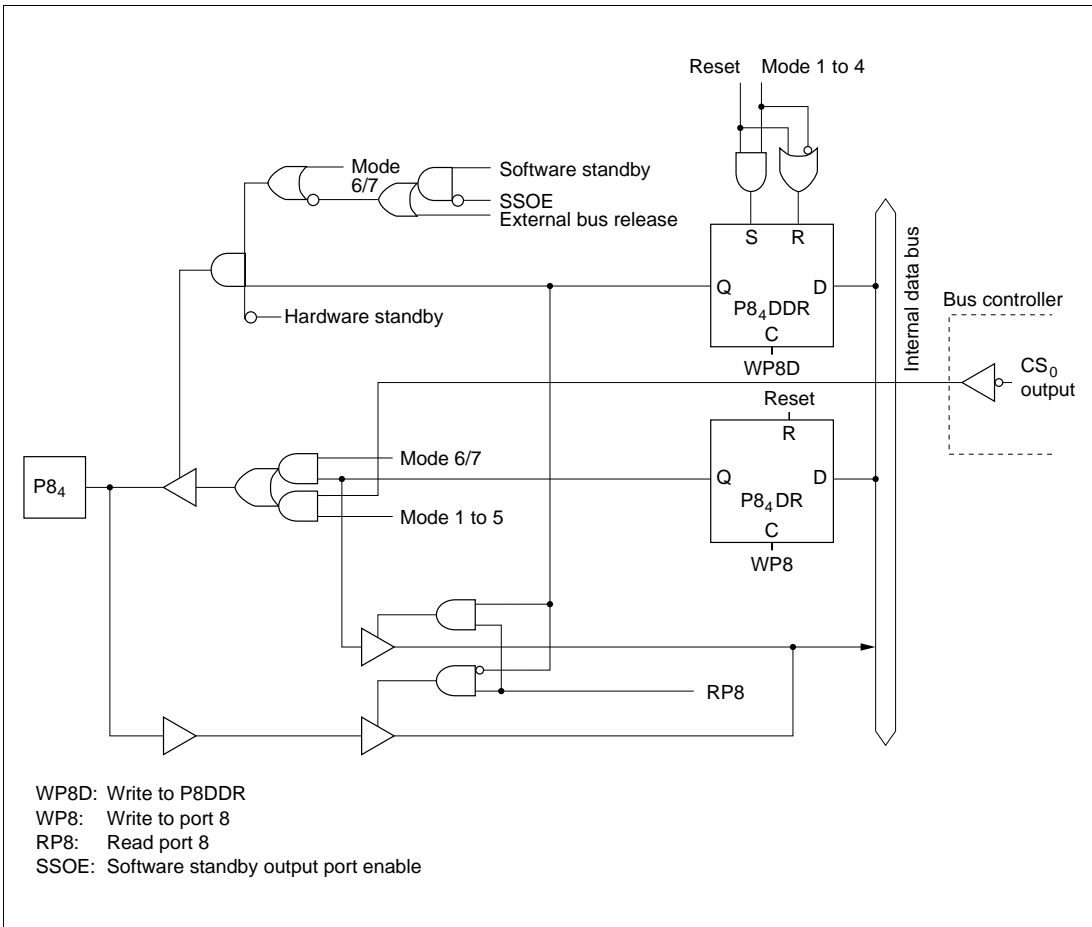 Reset Mode 1 to 4
Mode
6/7
Software standby
SSOE
External bus release
S R
Q D
P8₄DDR
C
WP8D
Hardware standby
Internal data bus
Bus controller
CS₀
output
Reset
R
Mode 6/7
Q D
P8₄DR
C
WP8
P8₄
Mode 1 to 5
RP8
WP8D: Write to P8DDR
WP8: Write to port 8
RP8: Read port 8
SSOE: Software standby output port enable